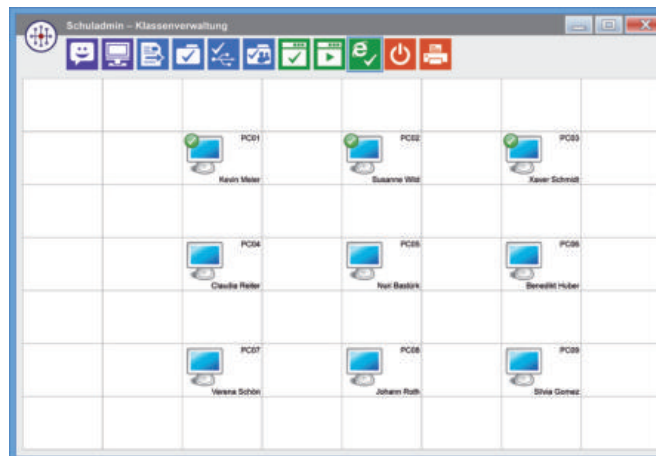 Schuladmin – Klassenverwaltung
PC01
PC02
PC03
Kevin Meier
Susanne Wild
Xaver Schmidt
PC04
PC05
PC06
Claudia Reiter
Nuri Bastürk
Benedikt Huber
PC07
PC08
PC09
Verena Schön
Johann Roth
Silvia Gomez